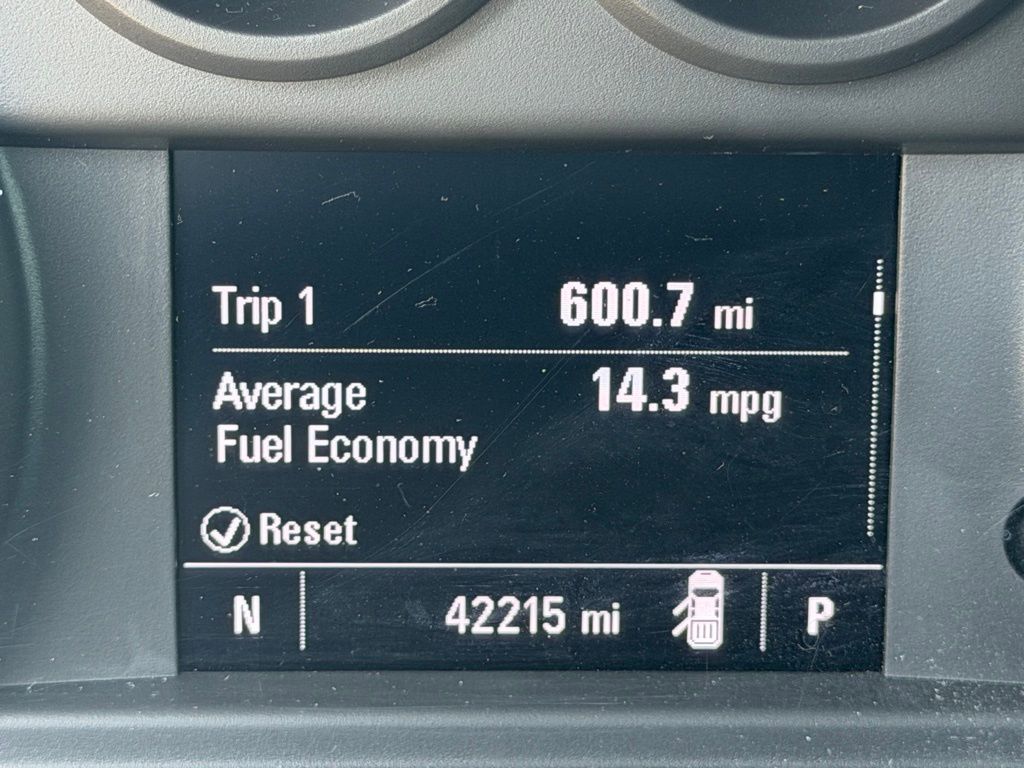 Trip 1 600.7 mi
Average 14.3 mpg
Fuel Economy
Reset
N 42215 mi P